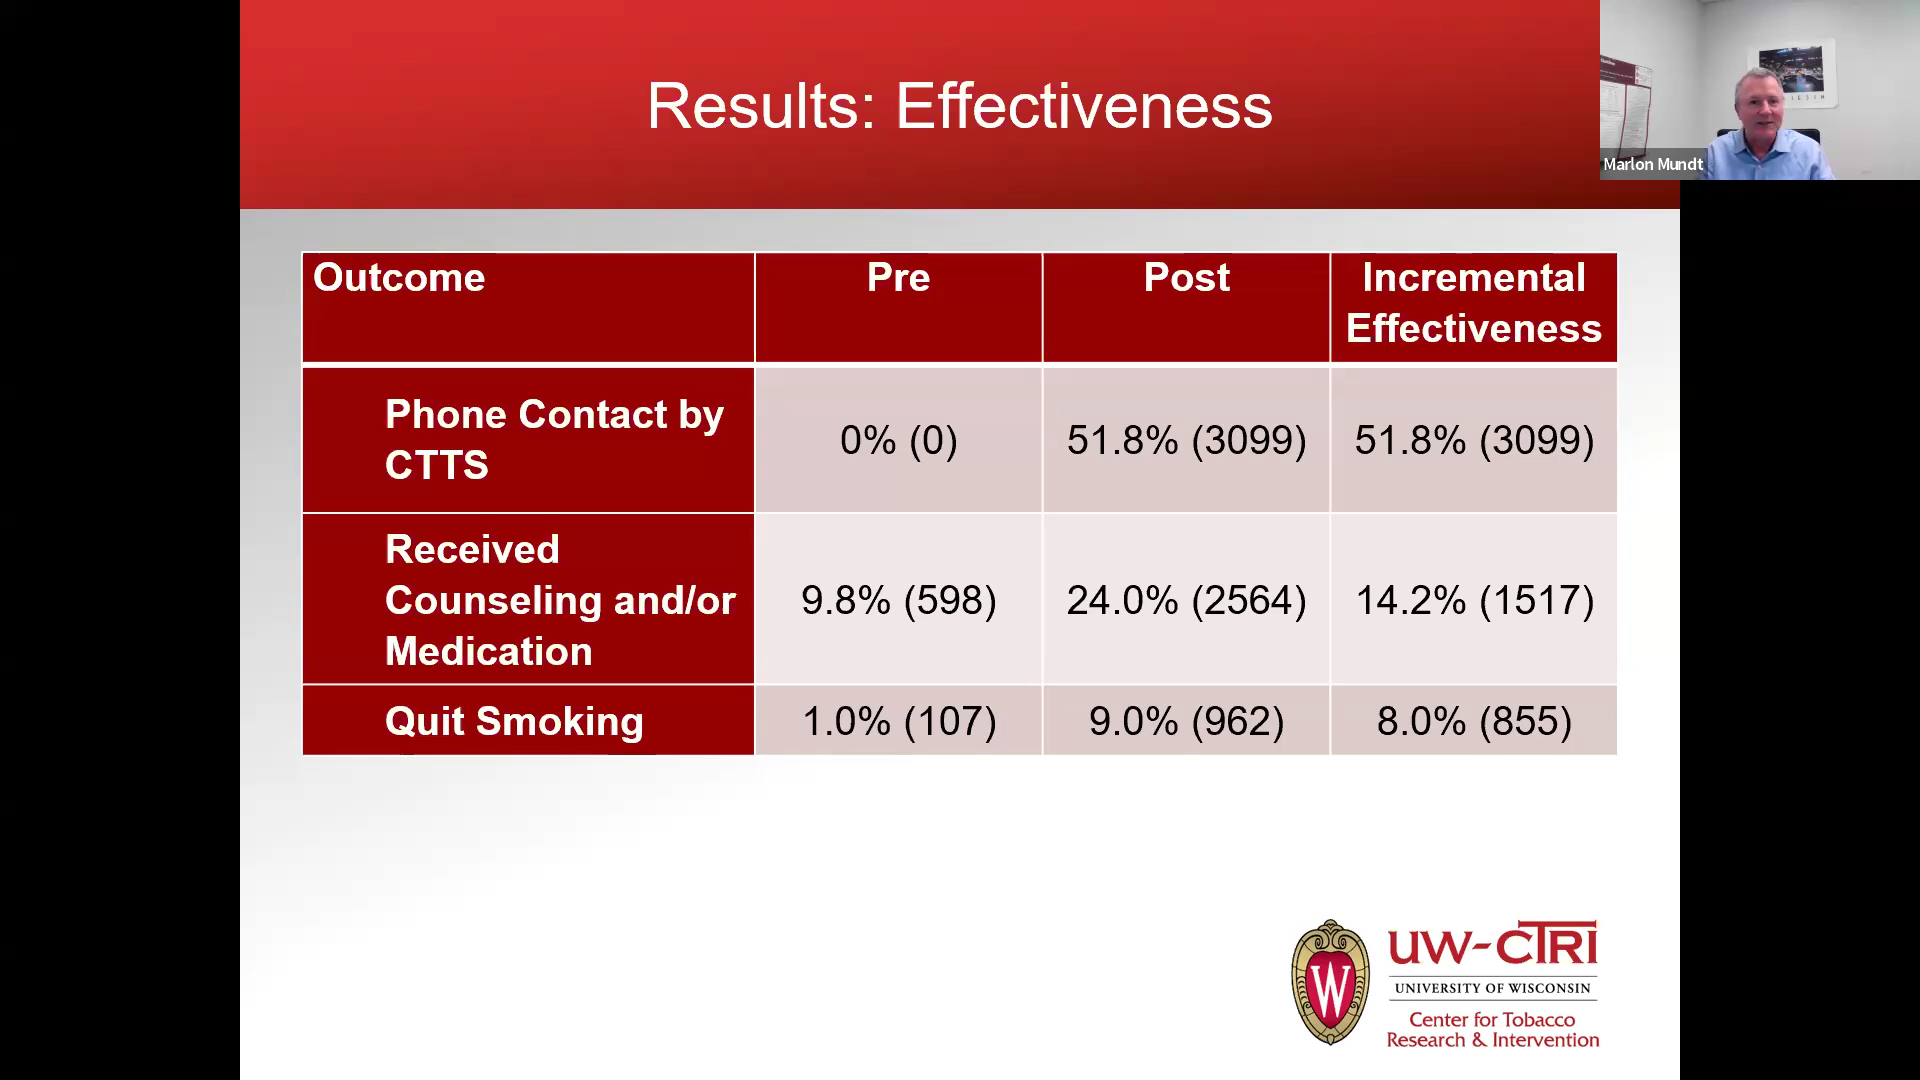 Results: Effectiveness
Marlon Mundt
Outcome
Pre
Post
Incremental
Effectiveness
Phone Contact by
CTTS
0% (0)
51.8% (3099)
51.8% (3099)
Received
Counseling and/or
Medication
9.8% (598)
24.0% (2564)
14.2% (1517)
Quit Smoking
1.0% (107)
9.0% (962)
8.0% (855)
W
UW-CTRI
UNIVERSITY OF WISCONSIN
Center for Tobacco
Research & Intervention